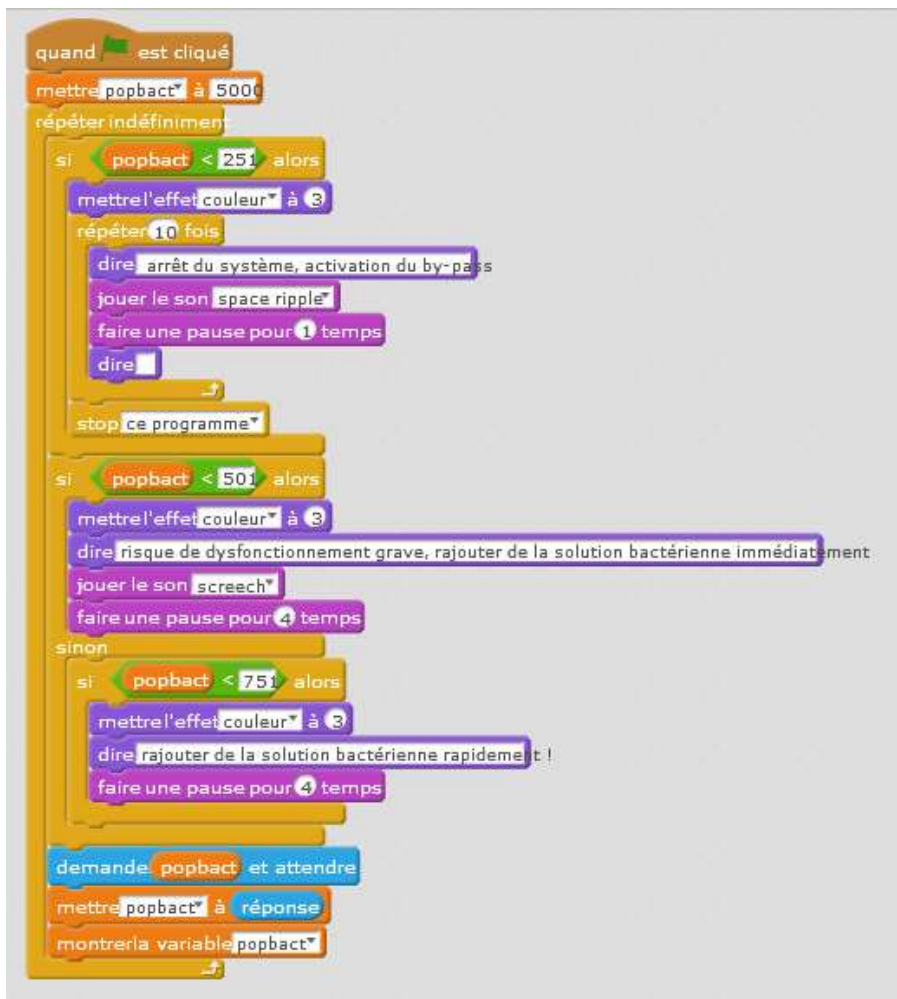 quand est cliqué
mettre popbact à 5000
répéter indéfiniment
si popbact < 251 alors
mettre l'effet couleur à 3
répéter 10 fois
dire arrêt du système, activation du by-pass
jouer le son space ripple
faire une pause pour 1 temps
dire
stop ce programme
si popbact < 501 alors
mettre l'effet couleur à 3
dire risque de dysfonctionnement grave, rajouter de la solution bactérienne immédiatement
jouer le son screech
faire une pause pour 4 temps
sinon
si popbact < 751 alors
mettre l'effet couleur à 3
dire rajouter de la solution bactérienne rapidement !
faire une pause pour 4 temps
demande popbact et attendre
mettre popbact à réponse
montrer la variable popbact